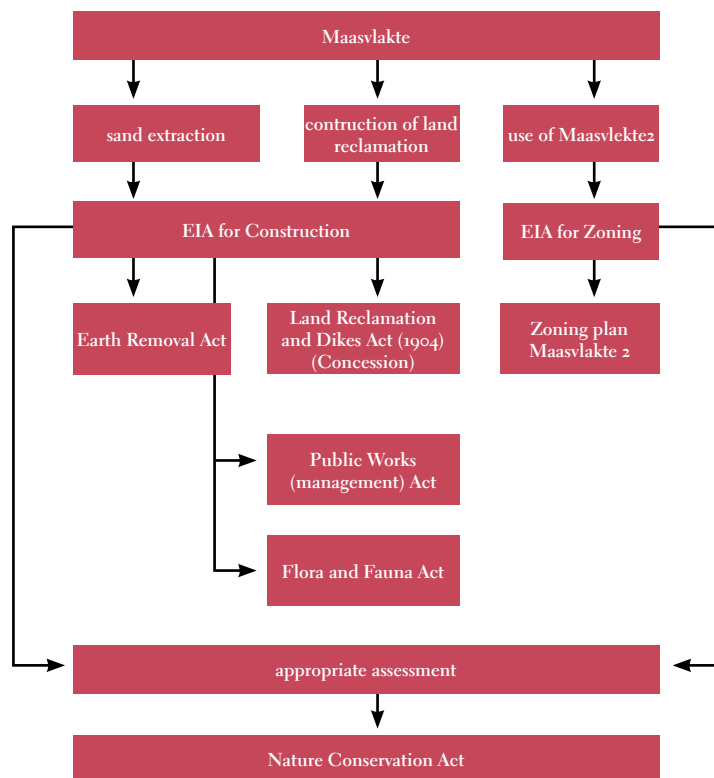 Maasvlakte
sand extraction
contruction of land
reclamation
use of Maasvlekte2
EIA for Construction
EIA for Zoning
Earth Removal Act
Land Reclamation
and Dikes Act (1904)
(Concession)
Zoning plan
Maasvlakte 2
Public Works
(management) Act
Flora and Fauna Act
appropriate assessment
Nature Conservation Act